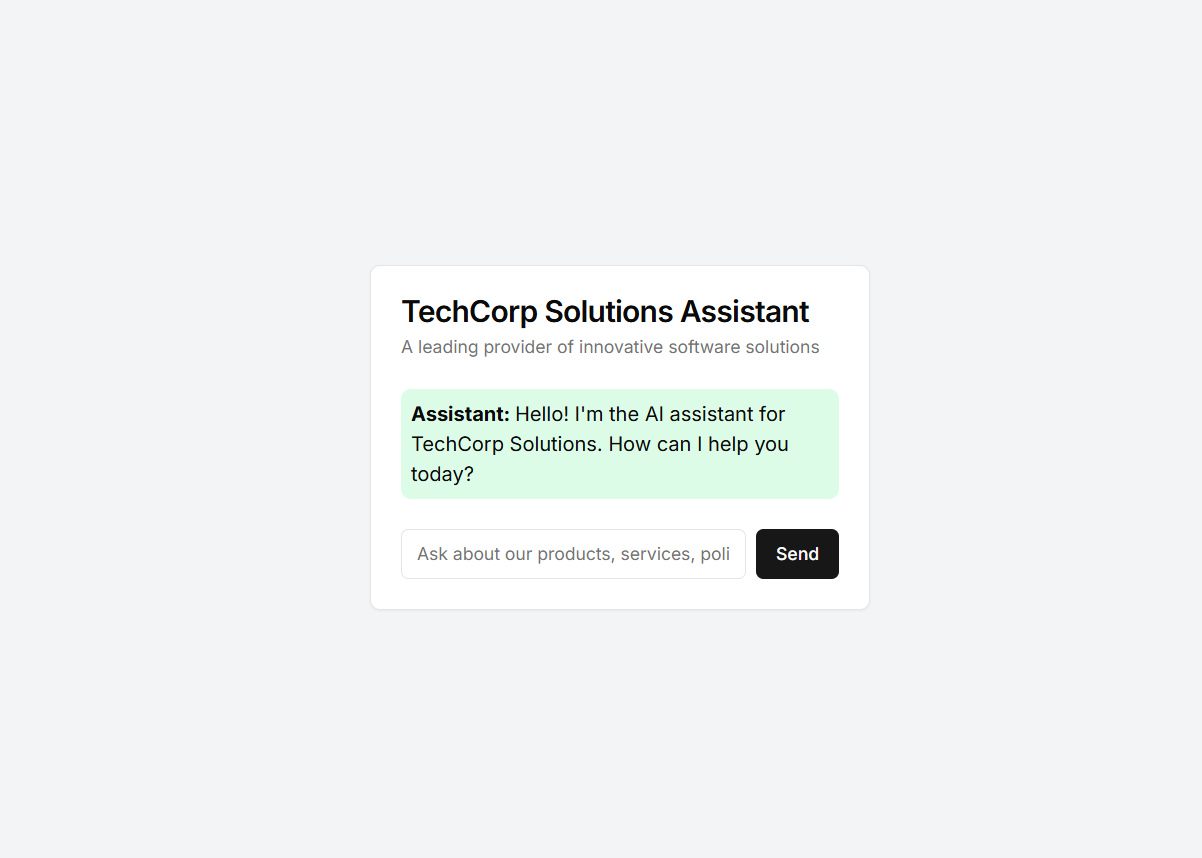 TechCorp Solutions Assistant
A leading provider of innovative software solutions
Assistant: Hello! I'm the AI assistant for
TechCorp Solutions. How can I help you
today?
Ask about our products, services, poli
Send